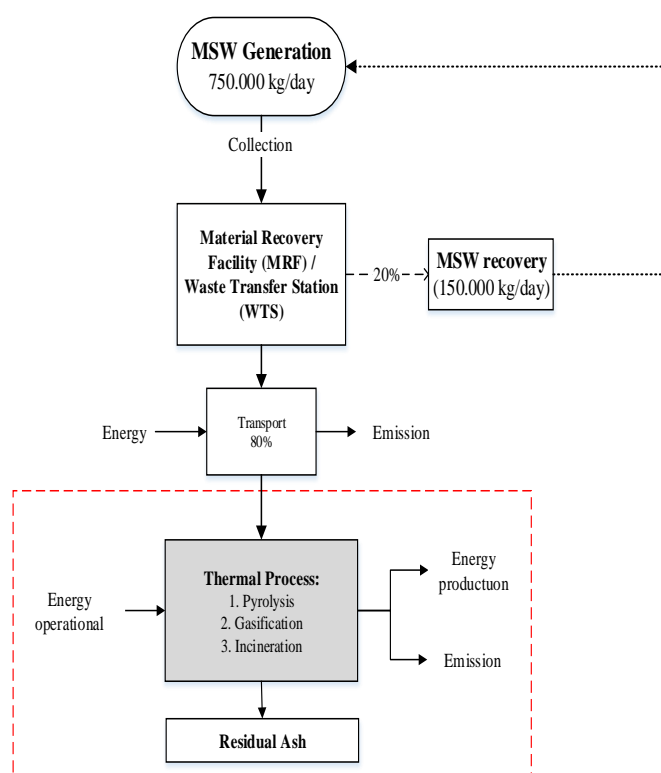 MSW Generation
750.000 kg/day
Collection
Material Recovery
Facility (MRF) /
Waste Transfer Station
(WTS)
20%
MSW recovery
(150.000 kg/day)
Energy
Transport
80%
Emission
Energy
operational
Thermal Process:
1. Pyrolysis
2. Gasification
3. Incineration
Energy
productuon
Emission
Residual Ash